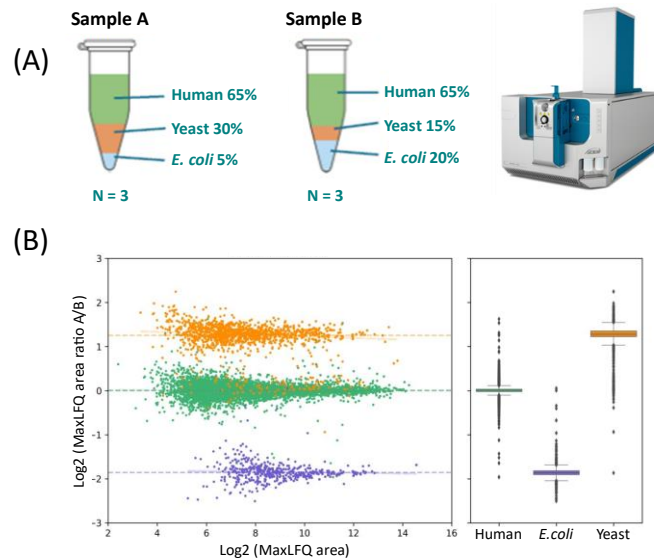 Sample A
Sample B
(A)
Human 65%
Yeast 30%
E. coli 5%
N = 3
Human 65%
Yeast 15%
E. coli 20%
N = 3
(B)
Log2 (MaxLFQ area ratio A/B)
3
2
1
0
-1
-2
-3
2
4
6
8
10
12
14
16
Log2 (MaxLFQ area)
Human
E.coli
Yeast